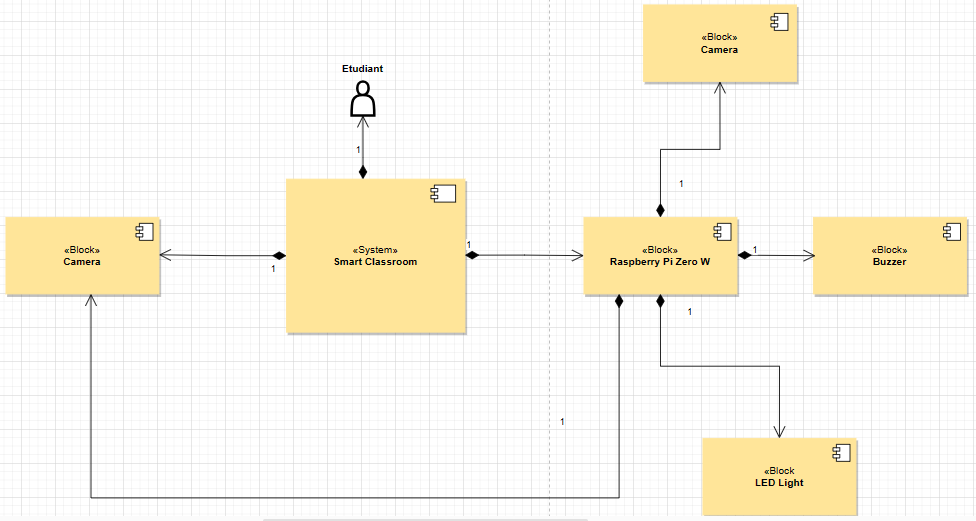 «Block»
Camera
Etudiant
1
1
«Block»
Camera
1
«System»
Smart Classroom
1
«Block»
Raspberry Pi Zero W
1
«Block»
Buzzer
1
1
«Block
LED Light